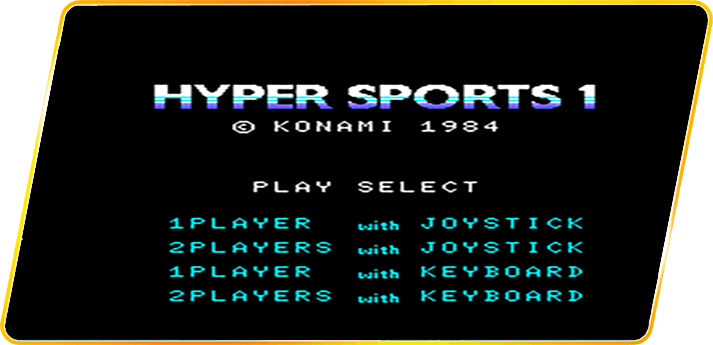 HYPER SPORTS 1
© KONAMI 1984
PLAY SELECT
1PLAYER with JOYSTICK
2PLAYERS with JOYSTICK
1PLAYER with KEYBOARD
2PLAYERS with KEYBOARD